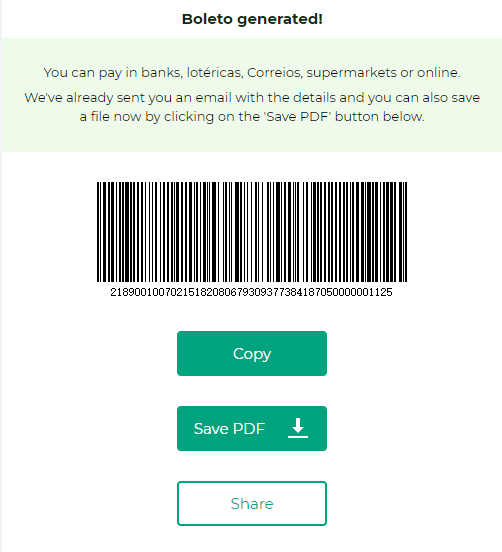 Boleto generated!
You can pay in banks, lotéricas, Correios, supermarkets or online.
We've already sent you an email with the details and you can also save
a file now by clicking on the 'Save PDF' button below.
21890010070215182080679309377384187050000001125
Copy
Save PDF
Share